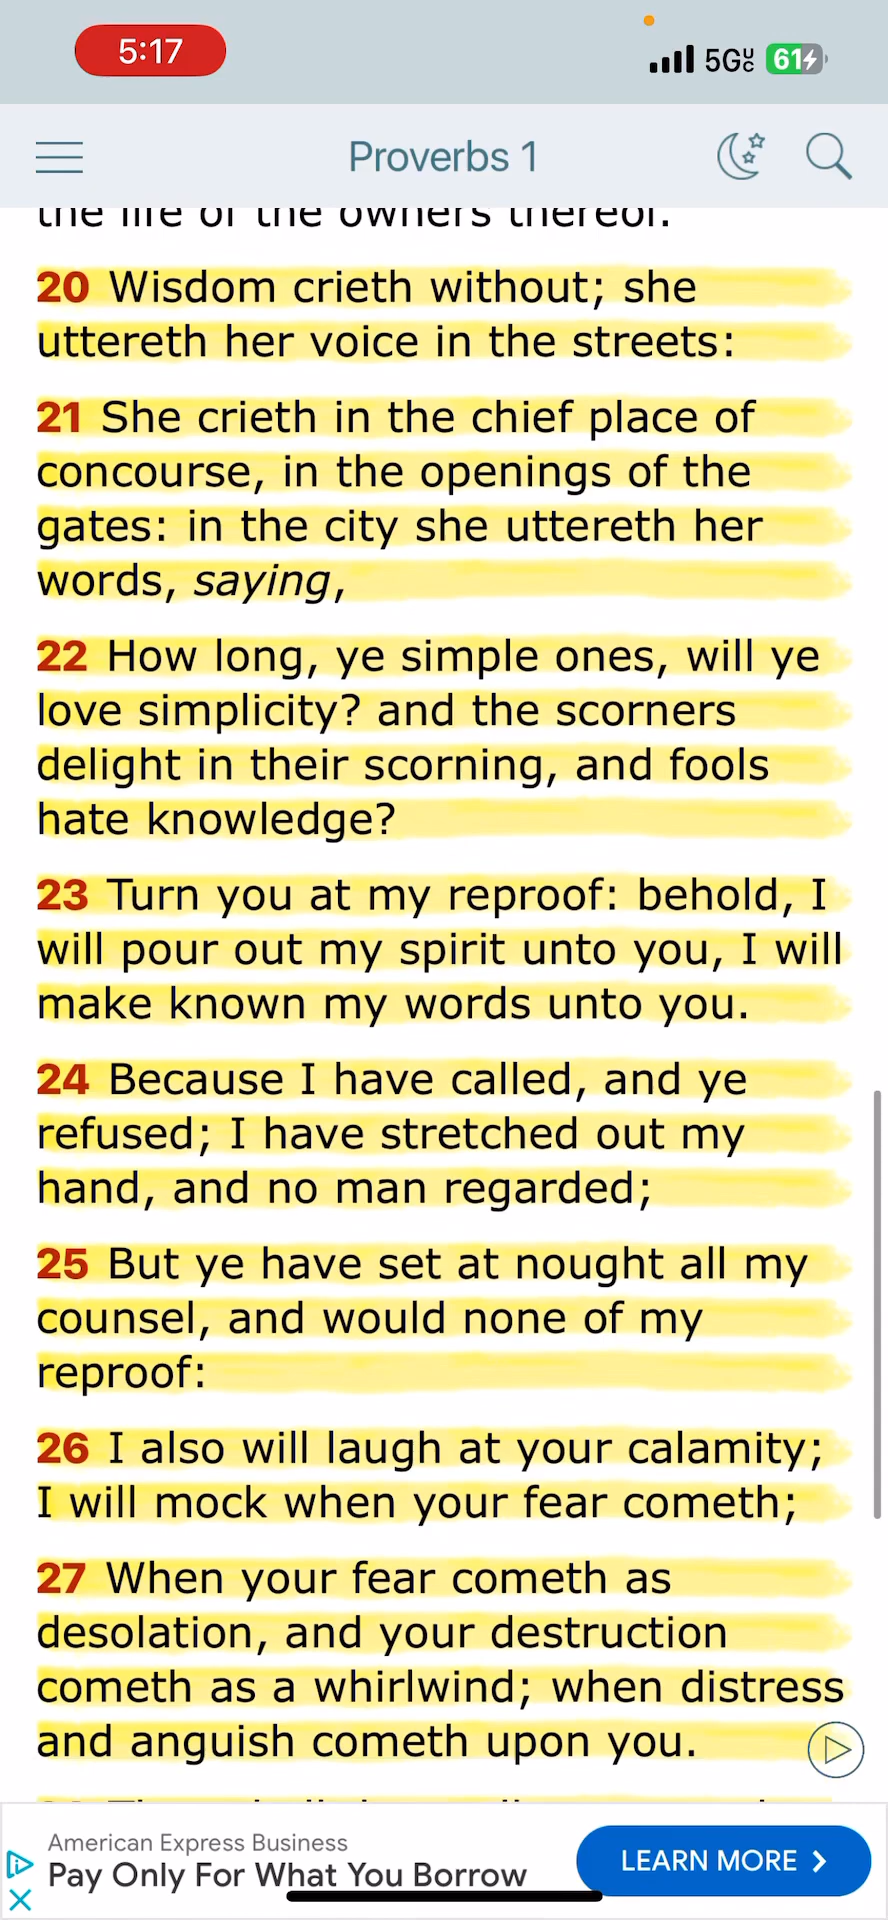 5:17
5G UC 61
Proverbs 1
the life of the owners thereof.
20 Wisdom crieth without; she
uttereth her voice in the streets:
21 She crieth in the chief place of
concourse, in the openings of the
gates: in the city she uttereth her
words, saying,
22 How long, ye simple ones, will ye
love simplicity? and the scorners
delight in their scorning, and fools
hate knowledge?
23 Turn you at my reproof: behold, I
will pour out my spirit unto you, I will
make known my words unto you.
24 Because I have called, and ye
refused; I have stretched out my
hand, and no man regarded;
25 But ye have set at nought all my
counsel, and would none of my
reproof:
26 I also will laugh at your calamity;
I will mock when your fear cometh;
27 When your fear cometh as
desolation, and your destruction
cometh as a whirlwind; when distress
and anguish cometh upon you.
American Express Business
Pay Only For What You Borrow
LEARN MORE